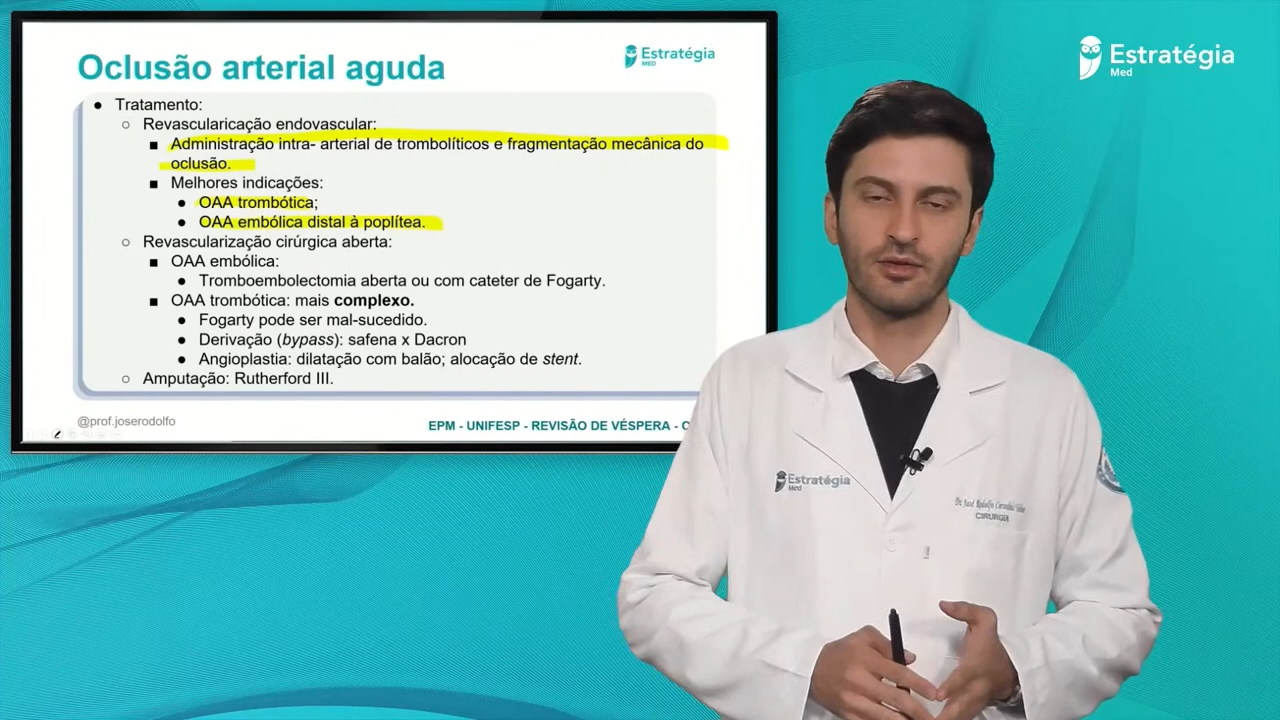 Oclusão arterial aguda
Estratégia
MED
● Tratamento:
○ Revascularicação endovascular:
■ Administração intra- arterial de trombolíticos e fragmentação mecânica do
oclusão.
■ Melhores indicações:
● OAA trombótica;
● OAA embólica distal à poplítea.
○ Revascularização cirúrgica aberta:
■ OAA embólica:
● Tromboembolectomia aberta ou com cateter de Fogarty.
■ OAA trombótica: mais complexo.
● Fogarty pode ser mal-sucedido.
● Derivação (bypass): safena x Dacron
● Angioplastia: dilatação com balão; alocação de stent.
○ Amputação: Rutherford III.
@prof.joserodolfo
EPM - UNIFESP - REVISÃO DE VÉSPERA - C
Estratégia
Med
Estratégia
Med
Dr. José Rodolfo
CIRURGIA